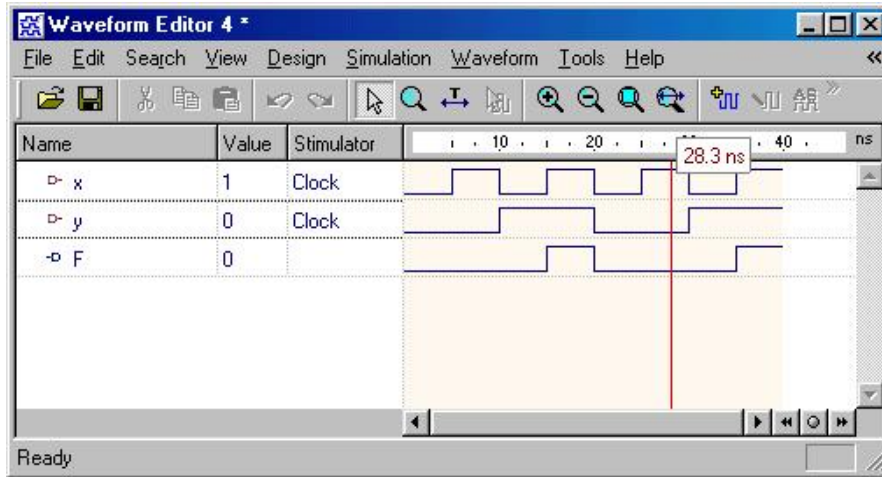 Waveform Editor 4 *
File Edit Search View Design Simulation Waveform Tools Help
Name Value Stimulator 10 20 40 ns
28.3 ns
x 1 Clock
y 0 Clock
F 0
Ready